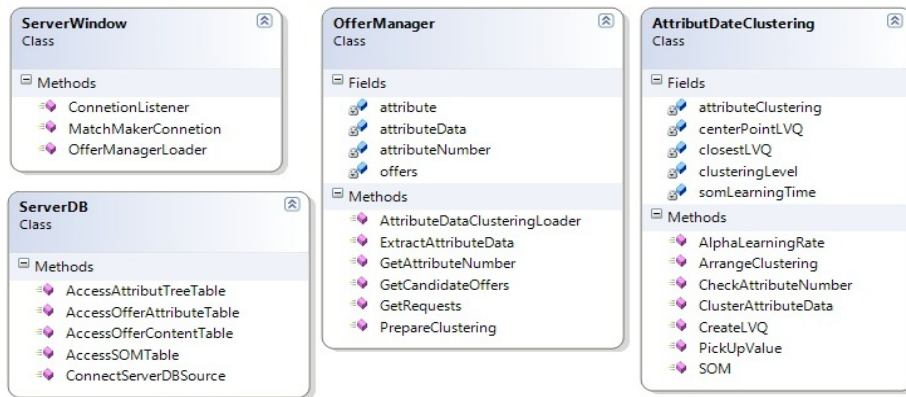 ServerWindow
Class
Methods
ConnetionListener
MatchMakerConnetion
OfferManagerLoader
ServerDB
Class
Methods
AccessAttributTreeTable
AccessOfferAttributeTable
AccessOfferContentTable
AccessSOMTable
ConnectServerDBSource
OfferManager
Class
Fields
attribute
attributeData
attributeNumber
offers
Methods
AttributeDataClusteringLoader
ExtractAttributeData
GetAttributeNumber
GetCandidateOffers
GetRequests
PrepareClustering
AttributDateClustering
Class
Fields
attributeClustering
centerPointLVQ
closestLVQ
clusteringLevel
somLearningTime
Methods
AlphaLearningRate
ArrangeClustering
CheckAttributeNumber
ClusterAttributeData
CreateLVQ
PickUpValue
SOM